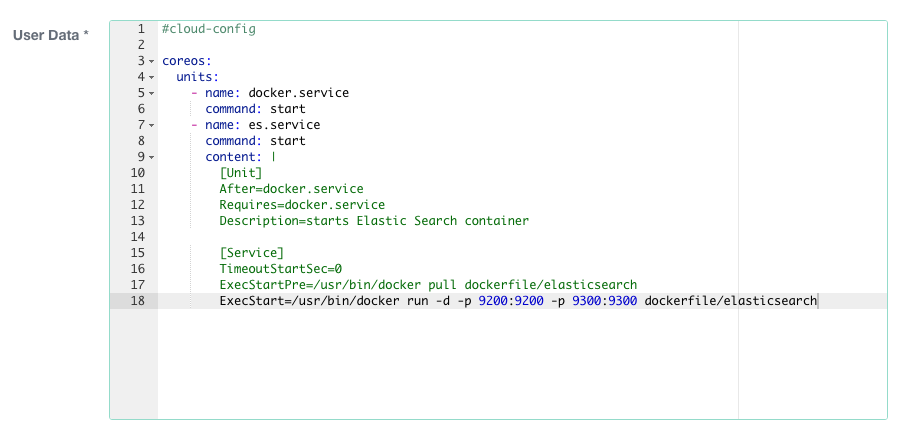 User Data *
1 #cloud-config
2
3 coreos:
4   units:
5     - name: docker.service
6       command: start
7     - name: es.service
8       command: start
9       content: |
10         [Unit]
11         After=docker.service
12         Requires=docker.service
13         Description=starts Elastic Search container
14
15         [Service]
16         TimeoutStartSec=0
17         ExecStartPre=/usr/bin/docker pull dockerfile/elasticsearch
18         ExecStart=/usr/bin/docker run -d -p 9200:9200 -p 9300:9300 dockerfile/elasticsearch